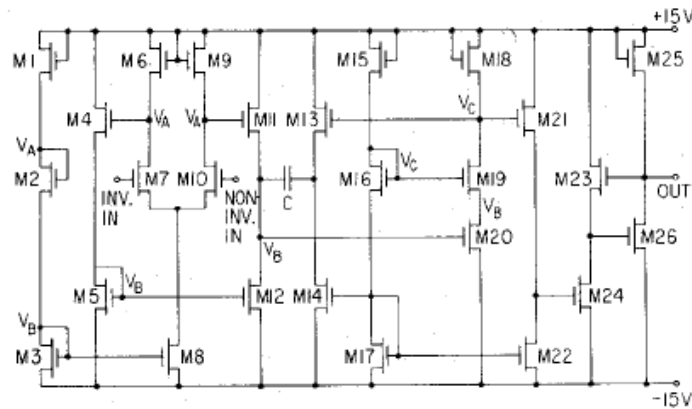 +15V
M1
M6
M9
M15
M18
M25
M4
VA
VA
M11
M13
VC
M21
VA
M2
M7
M10
C
M16
VC
M19
M23
OUT
INV.
IN
NON
INV.
IN
VB
VB
M20
M26
M5
VB
M12
M14
M24
VB
M3
M8
M17
M22
-15V